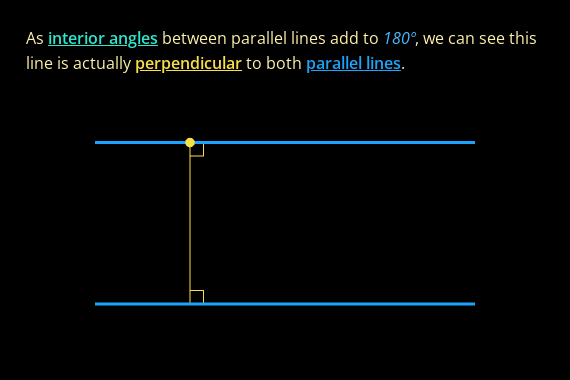 As interior angles between parallel lines add to 180°, we can see this
line is actually perpendicular to both parallel lines.